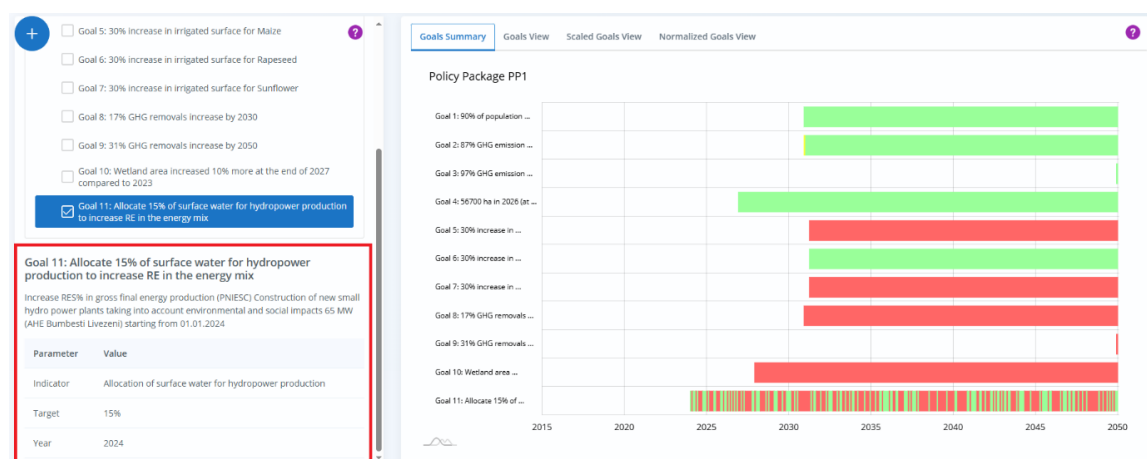 +
Goal 5: 30% increase in irrigated surface for Maize
?
Goal 6: 30% increase in irrigated surface for Rapeseed
Goal 7: 30% increase in irrigated surface for Sunflower
Goal 8: 17% GHG removals increase by 2030
Goal 9: 31% GHG removals increase by 2050
Goal 10: Wetland area increased 10% more at the end of 2027
compared to 2023
Goal 11: Allocate 15% of surface water for hydropower production
to increase RE in the energy mix
Goal 11: Allocate 15% of surface water for hydropower
production to increase RE in the energy mix
Increase RES% in gross final energy production (PNIESC) Construction of new small
hydro power plants taking into account environmental and social impacts 65 MW
(AHE Bumbesti Livezeni) starting from 01.01.2024
Parameter Value
Indicator Allocation of surface water for hydropower production
Target 15%
Year 2024
Goals Summary Goals View Scaled Goals View Normalized Goals View
?
Policy Package PP1
Goal 1: 90% of population ...
Goal 2: 87% GHG emission ...
Goal 3: 97% GHG emission ...
Goal 4: 56700 ha in 2026 (at ...
Goal 5: 30% increase in ...
Goal 6: 30% increase in ...
Goal 7: 30% increase in ...
Goal 8: 17% GHG removals ...
Goal 9: 31% GHG removals ...
Goal 10: Wetland area ...
Goal 11: Allocate 15% of ...
2015 2020 2025 2030 2035 2040 2045 2050